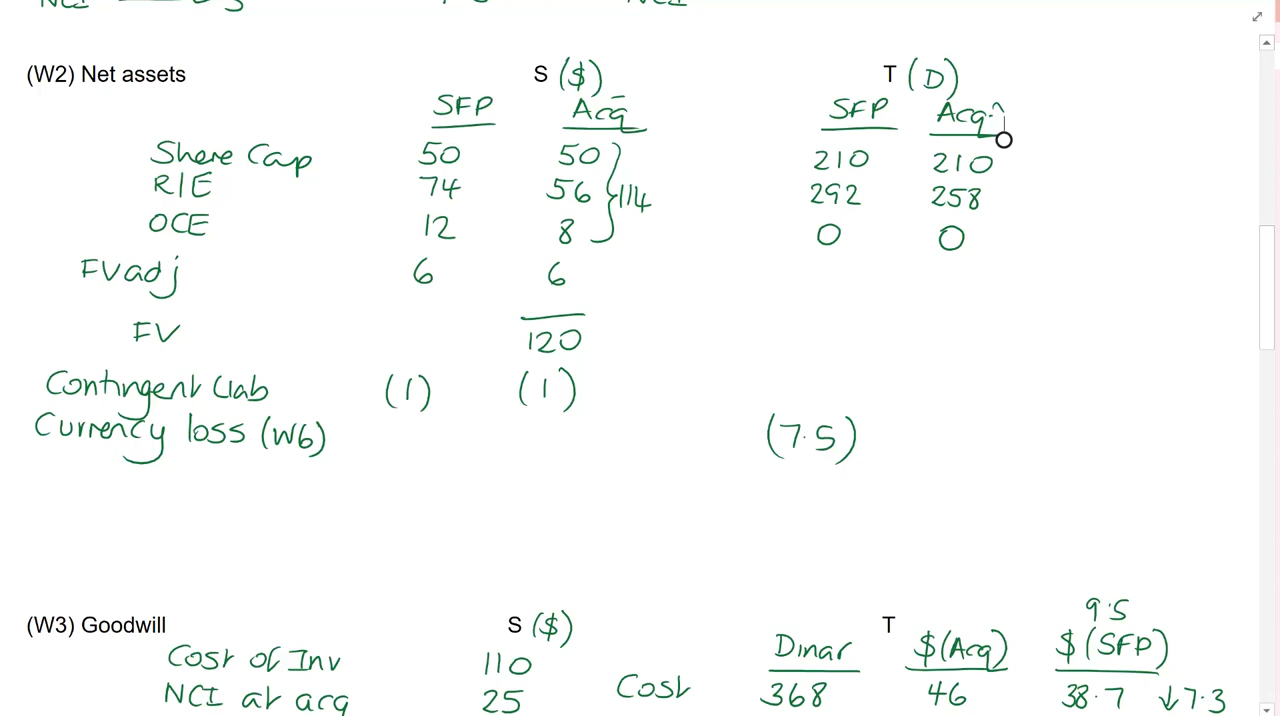 NCI NCI
(W2) Net assets S ($) T (D)
SFP Acq SFP Acq^
Share Cap 50 50 210 210
R/E 74 56 } 114 292 258
OCE 12 8 0 0
FV adj 6 6
FV 120
Contingent Liab (1) (1)
Currency loss (W6) (7.5)
(W3) Goodwill S ($) T 9.5
Dinar $(Acq) $(SFP)
Cost of Inv 110
NCI at acq 25 Cost 368 46 38.7 ↓7.3